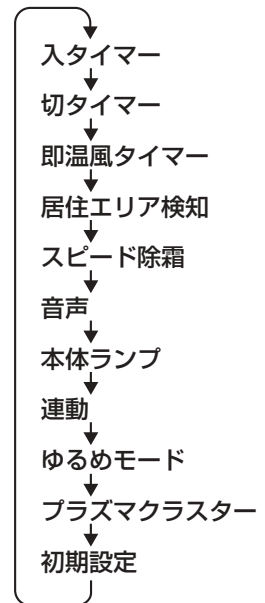 入タイマー
切タイマー
即温風タイマー
居住エリア検知
スピード除霜
音声
本体ランプ
連動
ゆるめモード
プラズマクラスター
初期設定